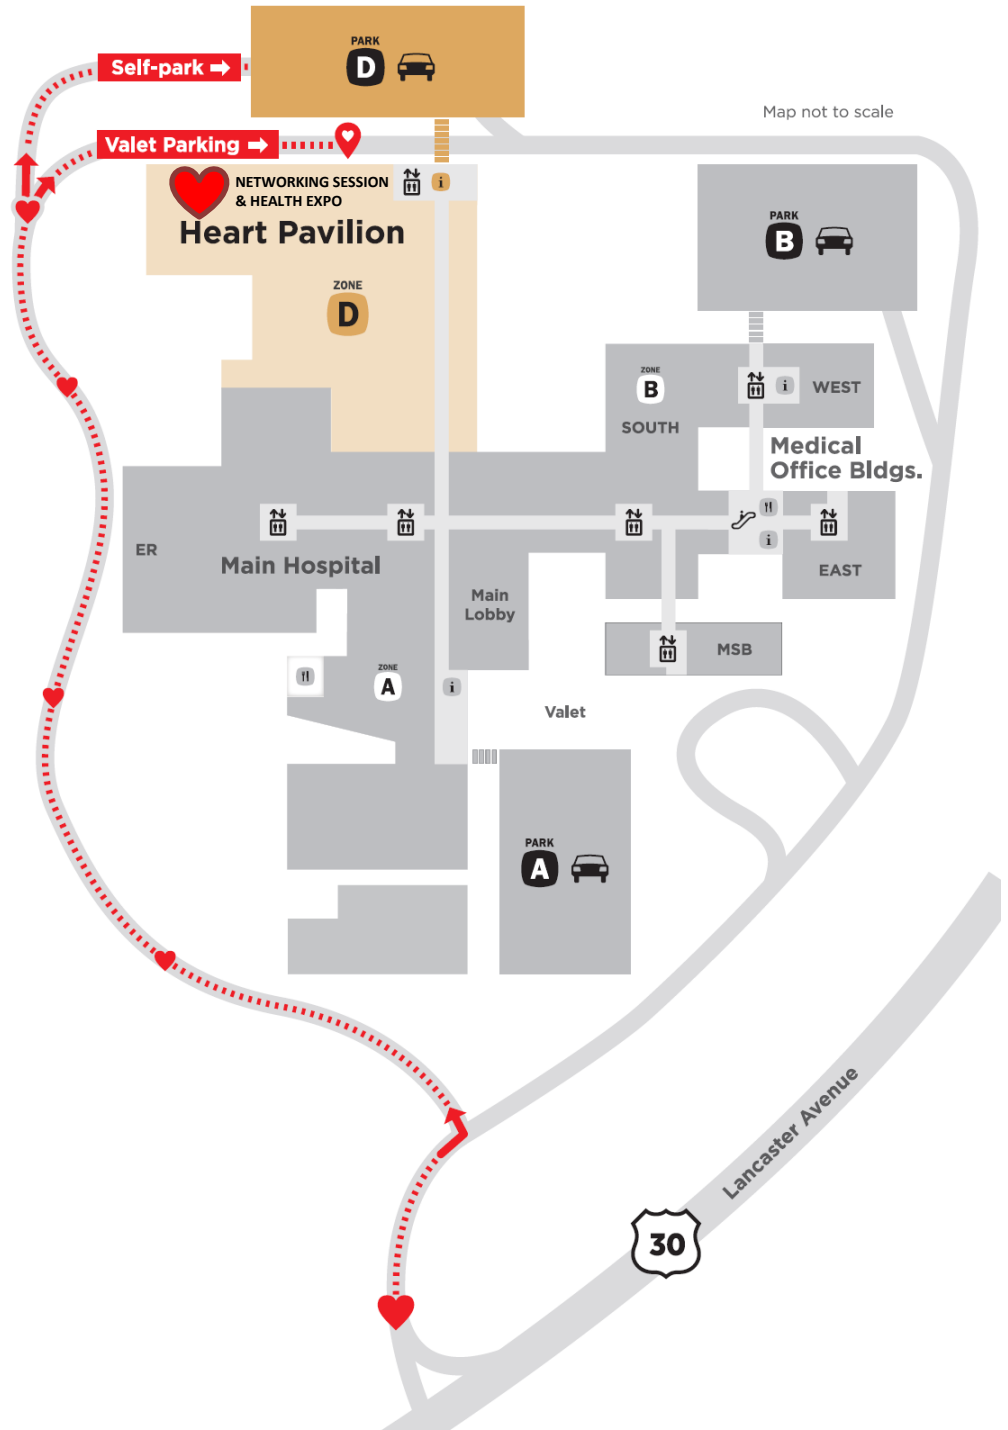 PARK
D
Self-park
Map not to scale
Valet Parking
NETWORKING SESSION
& HEALTH EXPO
i
Heart Pavilion
PARK
B
ZONE
D
ZONE
B
i
WEST
SOUTH
Medical
Office Bldgs.
i
ER
Main Hospital
EAST
Main
Lobby
MSB
ZONE
A
i
Valet
PARK
A
Lancaster Avenue
30